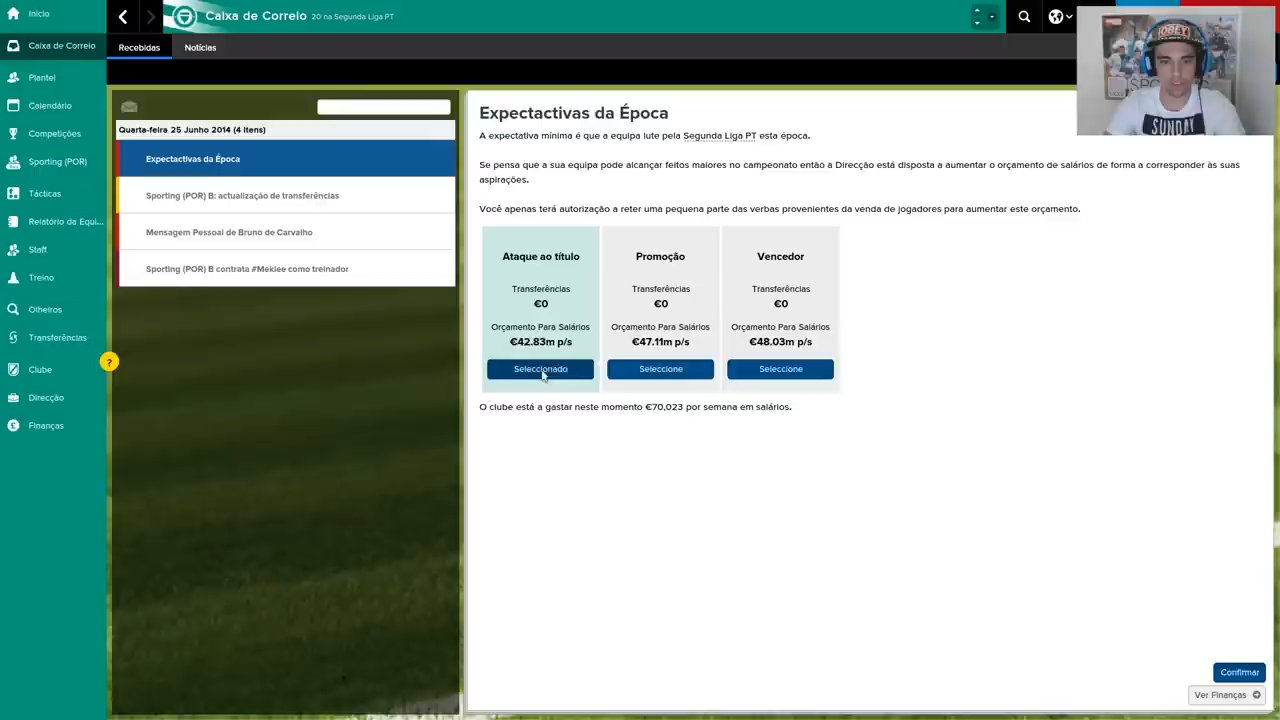 Início
Caixa de Correio
Plantel
Calendário
Competições
Sporting (POR)
Tácticas
Relatório da Equi...
Staff
Treino
Olheiros
Transferências
?
Clube
Direcção
Finanças
Caixa de Correio 20 na Segunda Liga PT
Recebidas Notícias
Quarta-feira 25 Junho 2014 (4 itens)
Expectactivas da Época
Sporting (POR) B: actualização de transferências
Mensagem Pessoal de Bruno de Carvalho
Sporting (POR) B contrata #Mekiee como treinador
Expectactivas da Época
A expectativa mínima é que a equipa lute pela Segunda Liga PT esta época.
Se pensa que a sua equipa pode alcançar feitos maiores no campeonato então a Direcção está disposta a aumentar o orçamento de salários de forma a corresponder às suas
aspirações.
Você apenas terá autorização a reter uma pequena parte das verbas provenientes da venda de jogadores para aumentar este orçamento.
Ataque ao título Promoção Vencedor
Transferências Transferências Transferências
€0 €0 €0
Orçamento Para Salários Orçamento Para Salários Orçamento Para Salários
€42.83m p/s €47.11m p/s €48.03m p/s
Seleccionado Seleccione Seleccione
O clube está a gastar neste momento €70,023 por semana em salários.
Confirmar
Ver Finanças
OBEY
SUNDAY